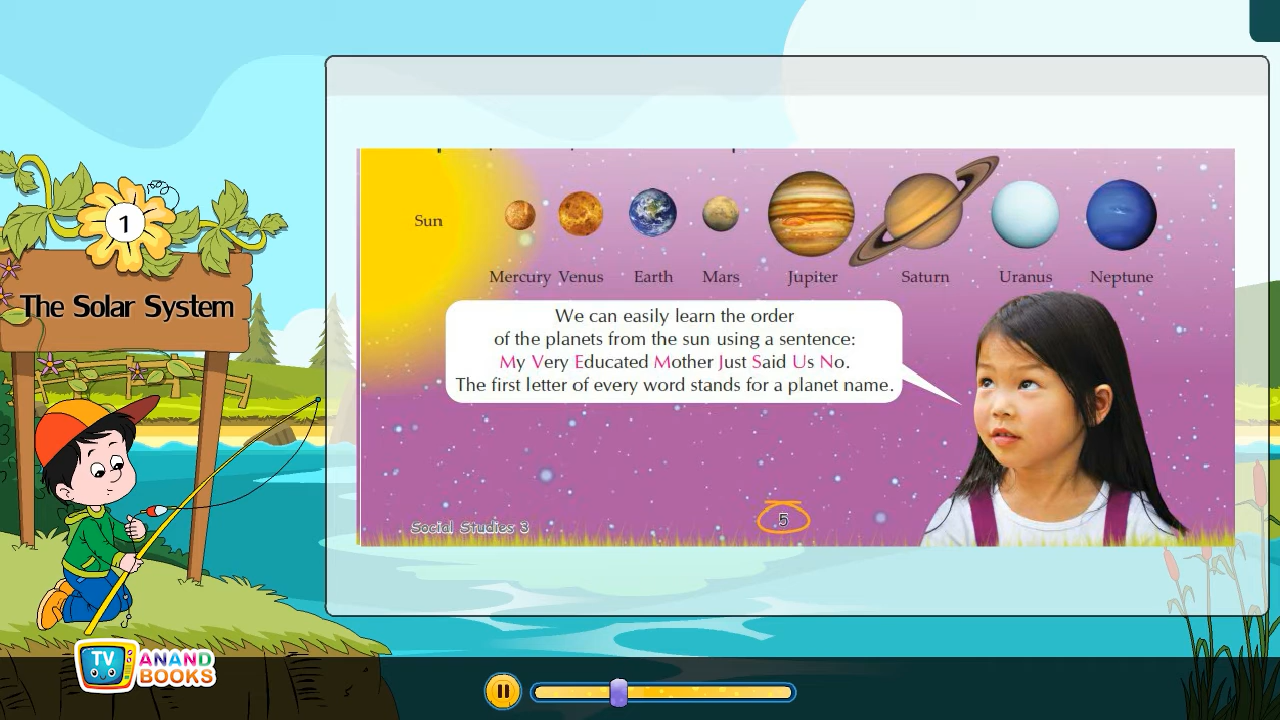 1
The Solar System
Sun
Mercury Venus Earth Mars Jupiter Saturn Uranus Neptune
We can easily learn the order
of the planets from the sun using a sentence:
My Very Educated Mother Just Said Us No.
The first letter of every word stands for a planet name.
Social Studies 3
5
TV
ANAND
BOOKS